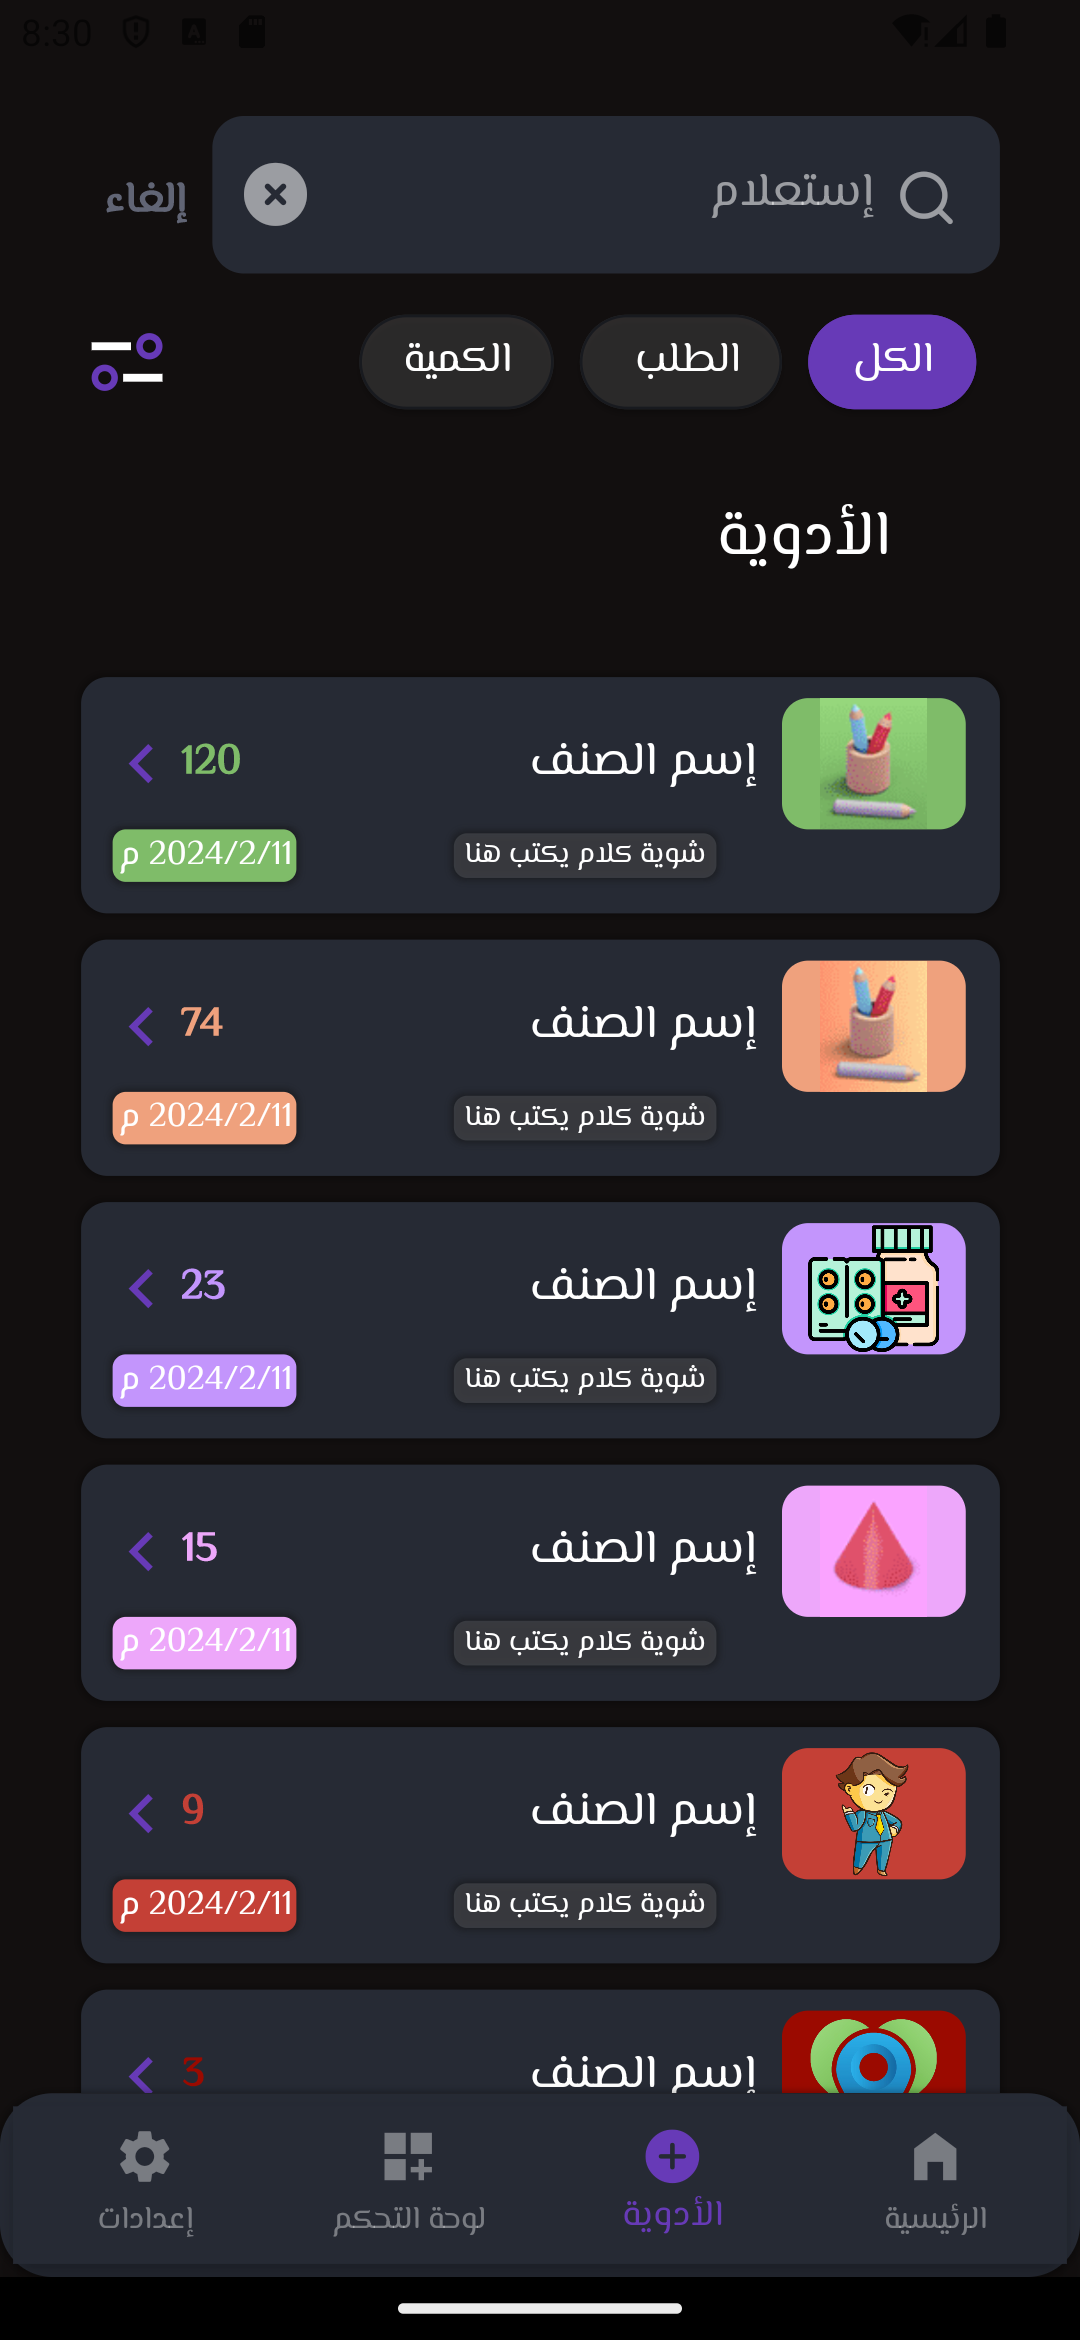 8:30
إستعلام
إلغاء
الكل
الطلب
الكمية
الأدوية
إسم الصنف
120
شوية كلام يكتب هنا
2024/2/11 م
إسم الصنف
74
شوية كلام يكتب هنا
2024/2/11 م
إسم الصنف
23
شوية كلام يكتب هنا
2024/2/11 م
إسم الصنف
15
شوية كلام يكتب هنا
2024/2/11 م
إسم الصنف
9
شوية كلام يكتب هنا
2024/2/11 م
إسم الصنف
3
الرئيسية
الأدوية
لوحة التحكم
إعدادات